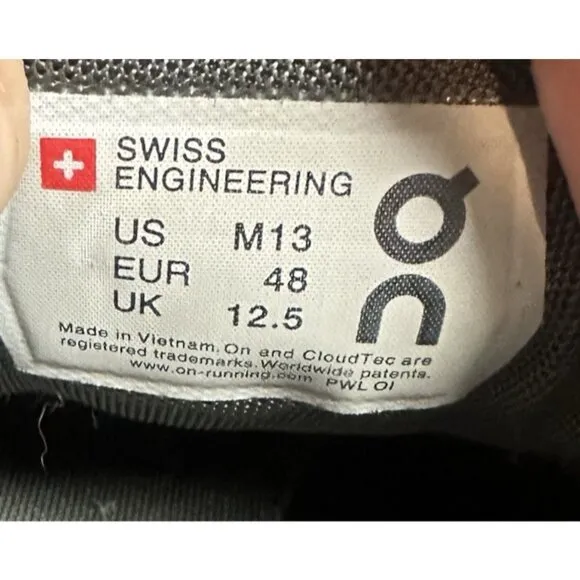 SWISS
ENGINEERING
US M13
EUR 48
UK 12.5
Made in Vietnam. On and CloudTec are
registered trademarks. Worldwide patents.
www.on-running.com PWL OI
On